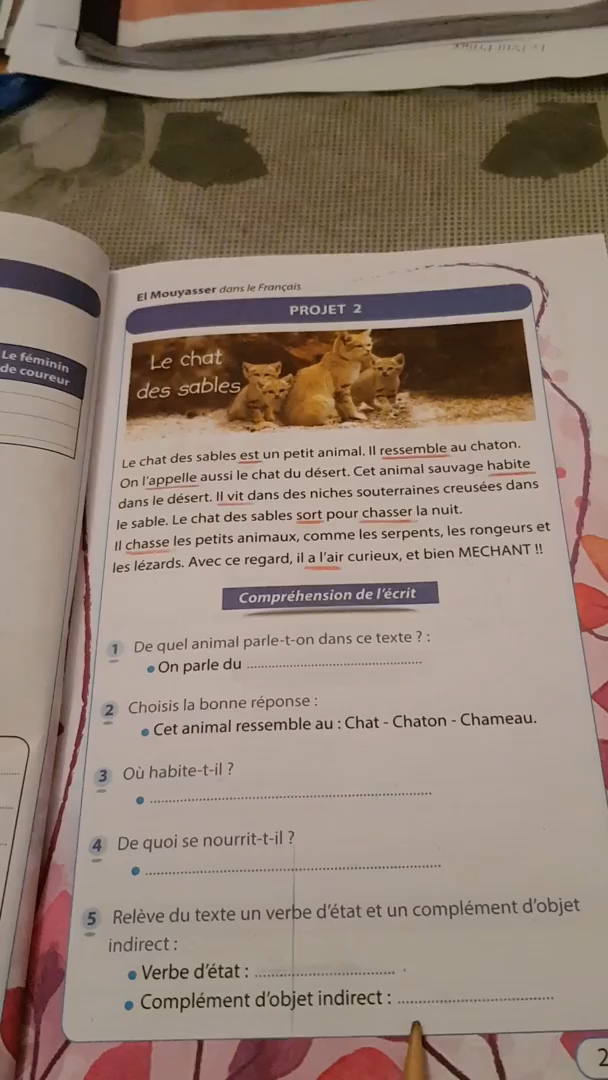 Le féminin
de coureur
El Mouyasser dans le Français
PROJET 2
Le chat
des sables
Le chat des sables est un petit animal. Il ressemble au chaton.
On l'appelle aussi le chat du désert. Cet animal sauvage habite
dans le désert. Il vit dans des niches souterraines creusées dans
le sable. Le chat des sables sort pour chasser la nuit.
Il chasse les petits animaux, comme les serpents, les rongeurs et
les lézards. Avec ce regard, il a l'air curieux, et bien MECHANT !!
Compréhension de l'écrit
1 De quel animal parle-t-on dans ce texte ? :
• On parle du ................................................
2 Choisis la bonne réponse :
• Cet animal ressemble au : Chat - Chaton - Chameau.
3 Où habite-t-il ?
• ................................................
4 De quoi se nourrit-t-il ?
• ................................................
5 Relève du texte un verbe d'état et un complément d'objet
indirect :
• Verbe d'état : ................................
• Complément d'objet indirect : ................................
2